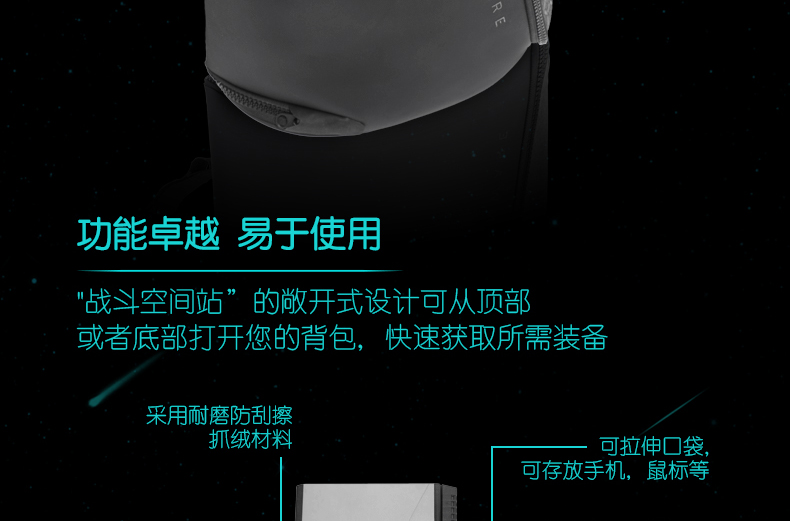 RE
功能卓越 易于使用
"战斗空间站”的敞开式设计可从顶部
或者底部打开您的背包，快速获取所需装备
采用耐磨防刮擦
抓绒材料
可拉伸口袋，
可存放手机，鼠标等